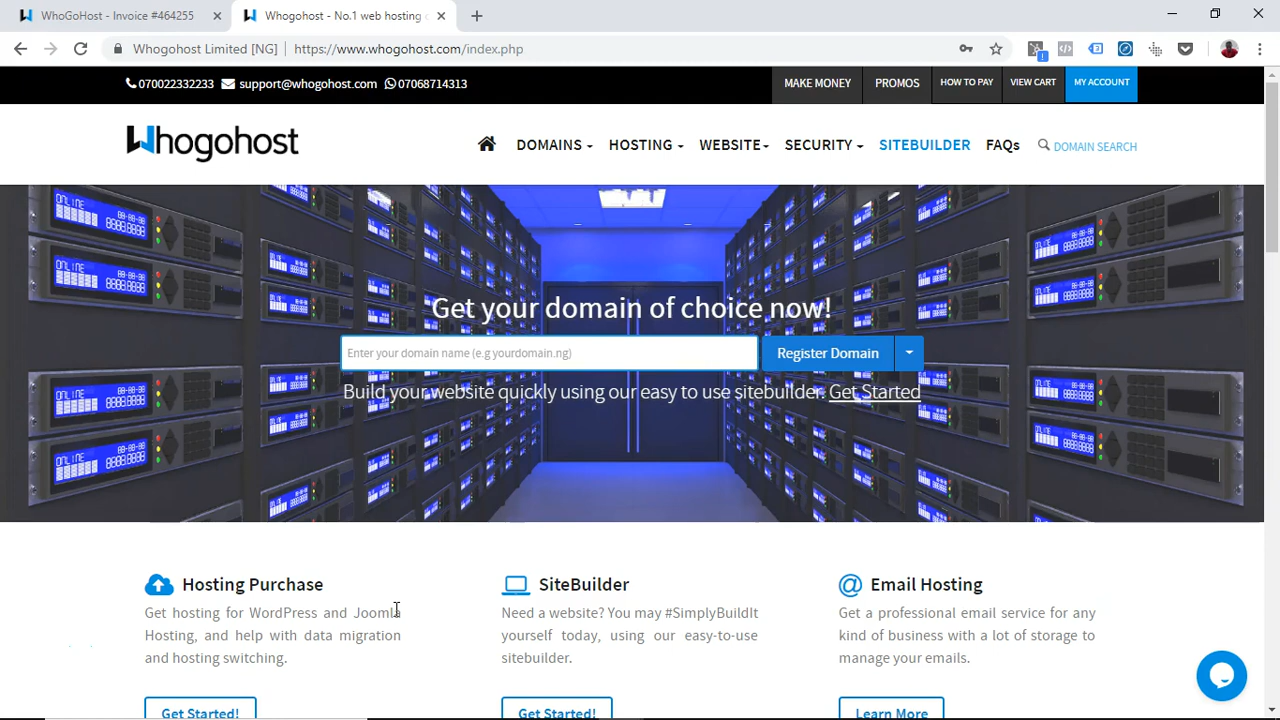 WhoGoHost - Invoice #464255
Whogohost - No.1 web hosting
Whogohost Limited [NG] https://www.whogohost.com/index.php
070022332233 support@whogohost.com 07068714313
MAKE MONEY PROMOS HOW TO PAY VIEW CART MY ACCOUNT
Whogohost
DOMAINS HOSTING WEBSITE SECURITY SITEBUILDER FAQs DOMAIN SEARCH
Get your domain of choice now!
Enter your domain name (e.g yourdomain.ng) Register Domain
Build your website quickly using our easy to use sitebuilder. Get Started
Hosting Purchase
Get hosting for WordPress and Joomla
Hosting, and help with data migration
and hosting switching.
Get Started!
SiteBuilder
Need a website? You may #SimplyBuildIt
yourself today, using our easy-to-use
sitebuilder.
Get Started!
Email Hosting
Get a professional email service for any
kind of business with a lot of storage to
manage your emails.
Learn More